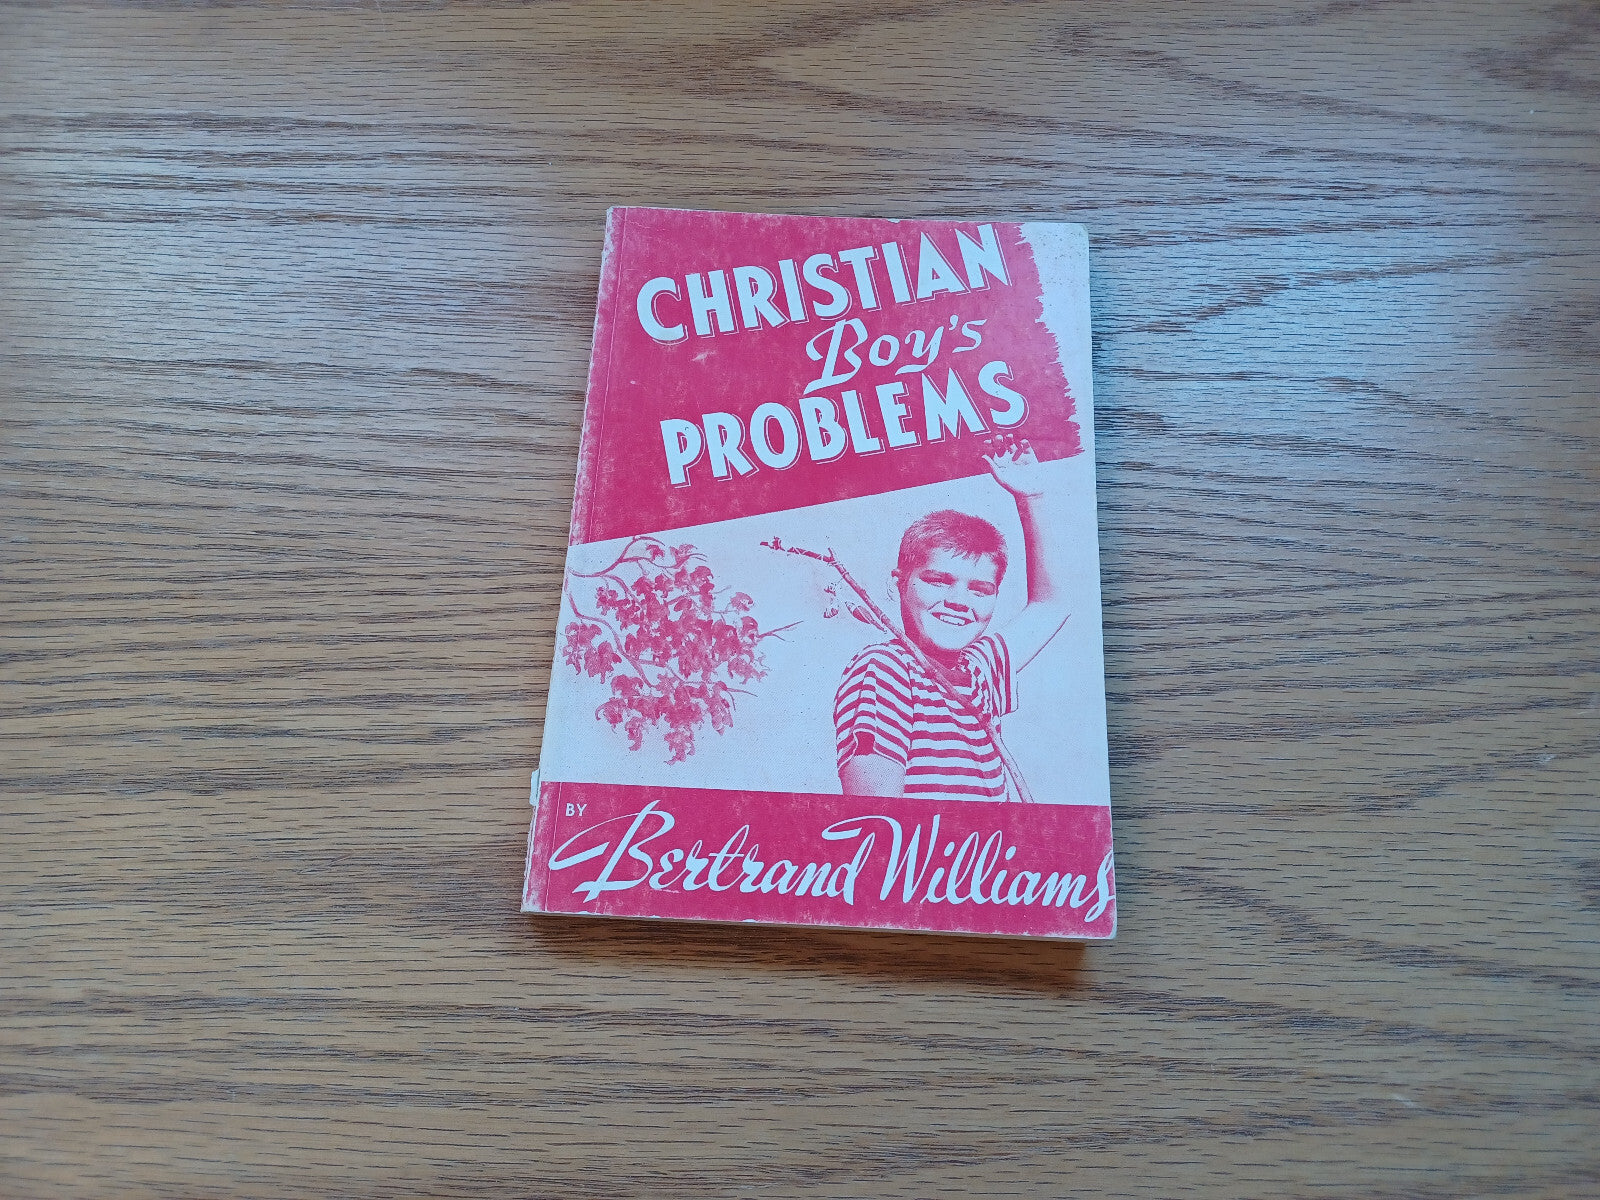 CHRISTIAN
Boy's
PROBLEMS
BY
Bertrand Williams